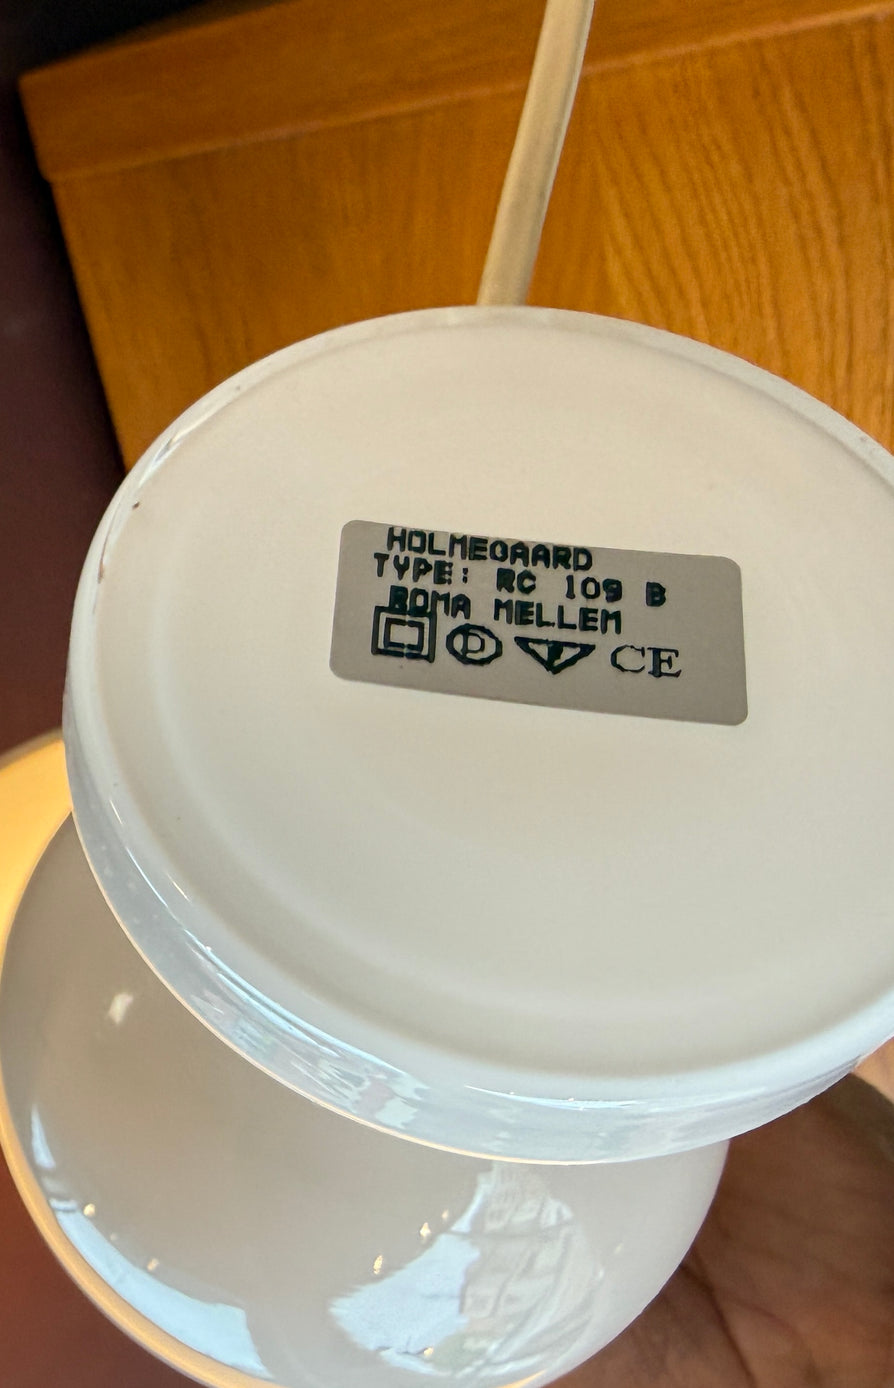 HOLMEGAARD
TYPE: RC 109 B
ROMA MELLEM
D CE